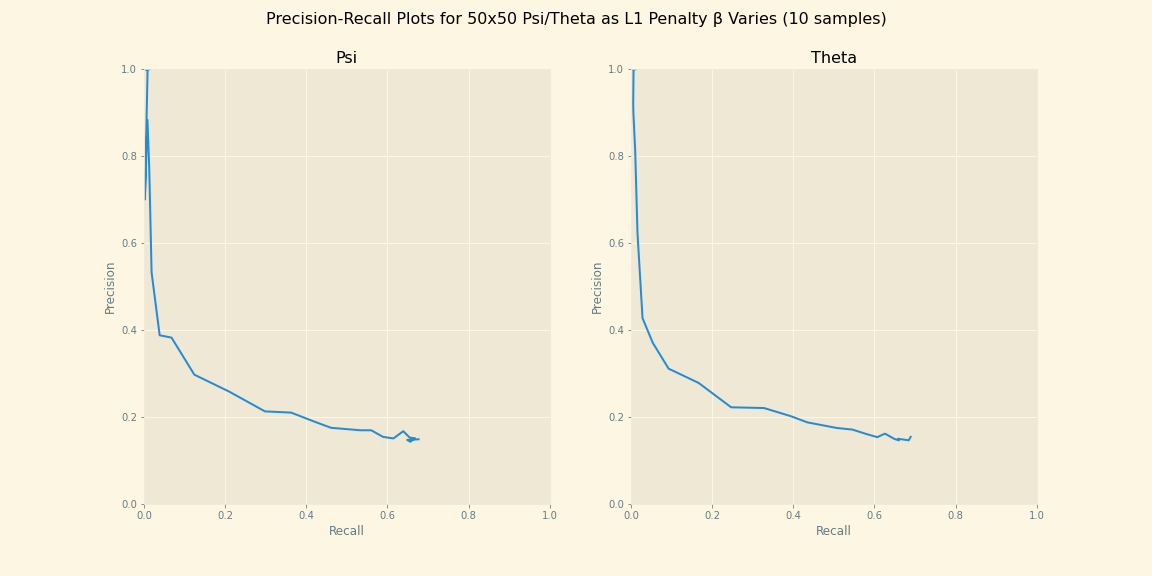 Precision-Recall Plots for 50x50 Psi/Theta as L1 Penalty β Varies (10 samples)
Psi
1.0
0.8
0.6
0.4
0.2
0.0
Precision
0.0 0.2 0.4 0.6 0.8 1.0
Recall
Theta
1.0
0.8
0.6
0.4
0.2
0.0
Precision
0.0 0.2 0.4 0.6 0.8 1.0
Recall